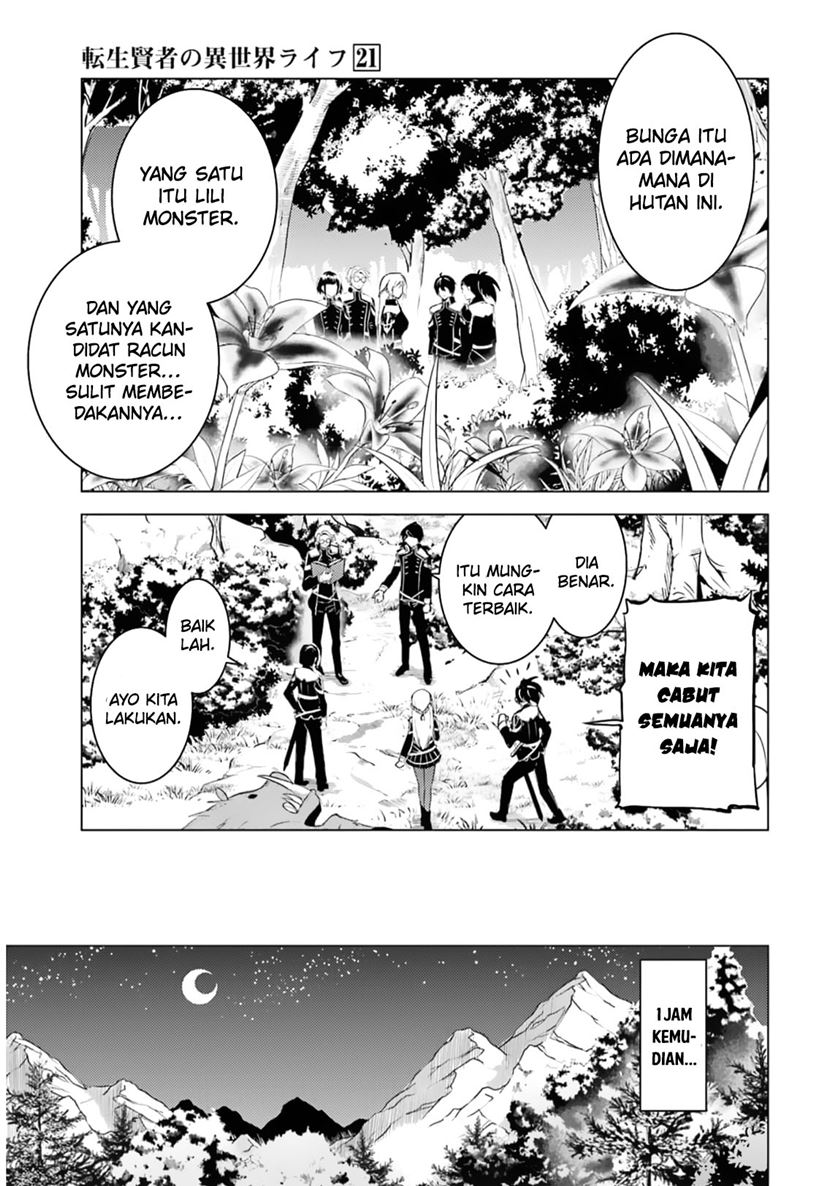 転生賢者の異世界ライフ 21
BUNGA ITU
ADA DIMANA-
MANA DI
HUTAN INI.
YANG SATU
ITU LILI
MONSTER.
DAN YANG
SATUNYA KAN-
DIDAT RACUN
MONSTER...
SULIT MEMBE-
DAKANNYA...
MAKA KITA
CABUT
SEMUANYA
SAJA!
DIA
BENAR.
ITU MUNG-
KIN CARA
TERBAIK.
BAIK
LAH.
AYO KITA
LAKUKAN.
1JAM
KEMU-
DIAN...